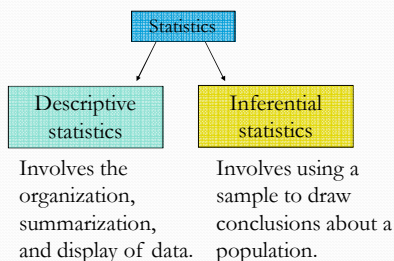 Statistics
Descriptive
statistics
Inferential
statistics
Involves the
organization,
summarization,
and display of data.
Involves using a
sample to draw
conclusions about a
population.